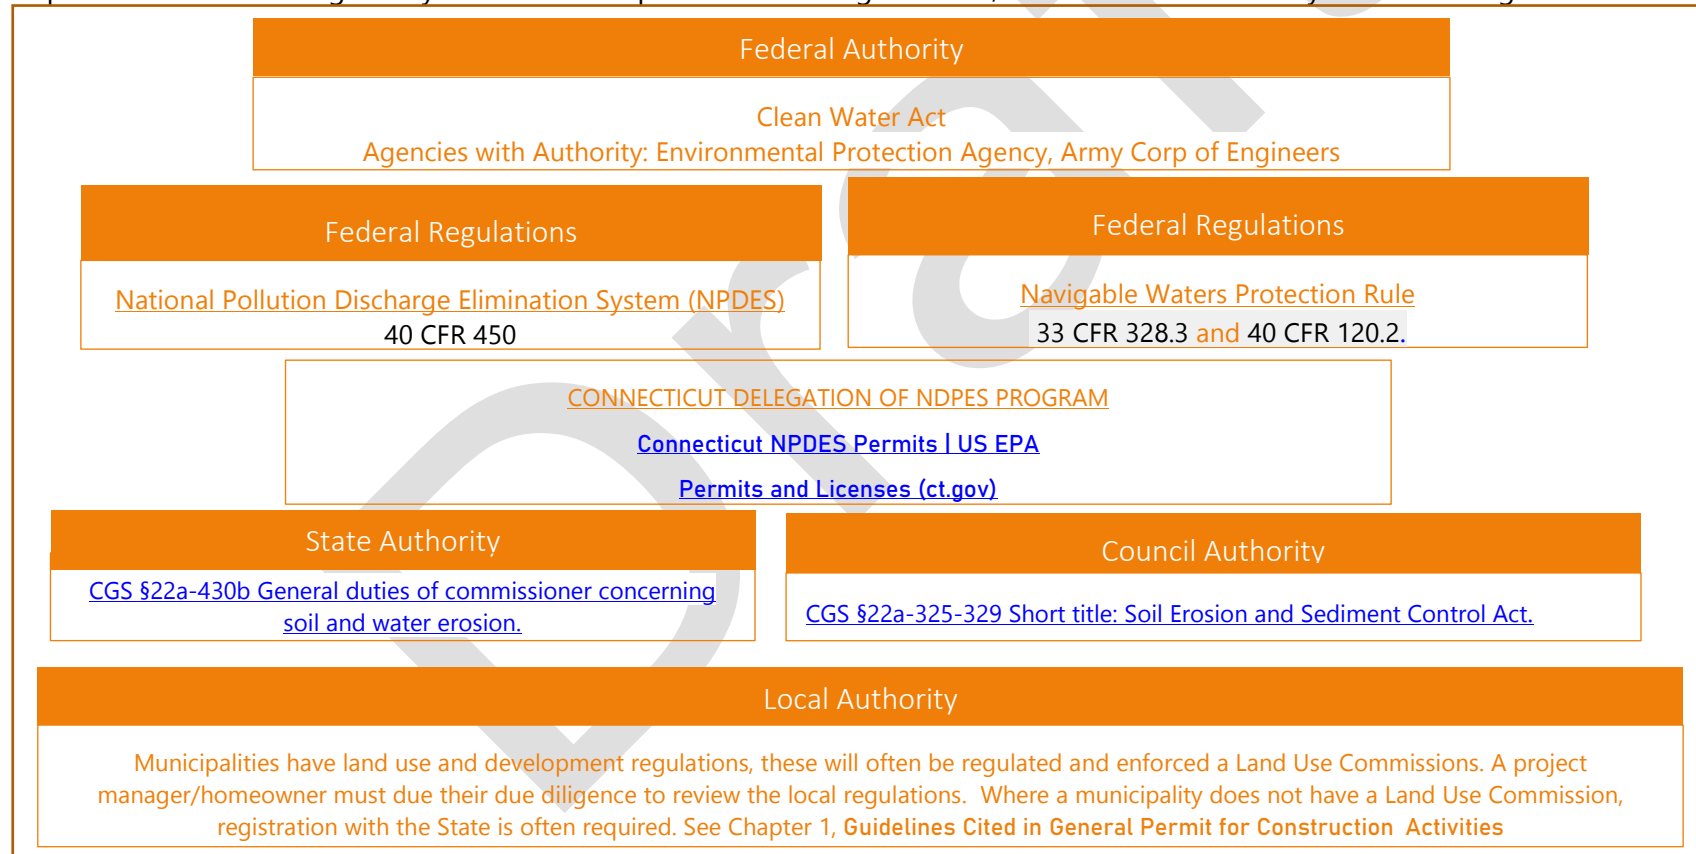 Federal Authority
Clean Water Act
Agencies with Authority: Environmental Protection Agency, Army Corp of Engineers
Federal Regulations
National Pollution Discharge Elimination System (NPDES)
40 CFR 450
Federal Regulations
Navigable Waters Protection Rule
33 CFR 328.3 and 40 CFR 120.2.
CONNECTICUT DELEGATION OF NDPES PROGRAM
Connecticut NPDES Permits | US EPA
Permits and Licenses (ct.gov)
State Authority
CGS §22a-430b General duties of commissioner concerning
soil and water erosion.
Council Authority
CGS §22a-325-329 Short title: Soil Erosion and Sediment Control Act.
Local Authority
Municipalities have land use and development regulations, these will often be regulated and enforced a Land Use Commissions. A project
manager/homeowner must due their due diligence to review the local regulations.  Where a municipality does not have a Land Use Commission,
registration with the State is often required. See Chapter 1, Guidelines Cited in General Permit for Construction  Activities